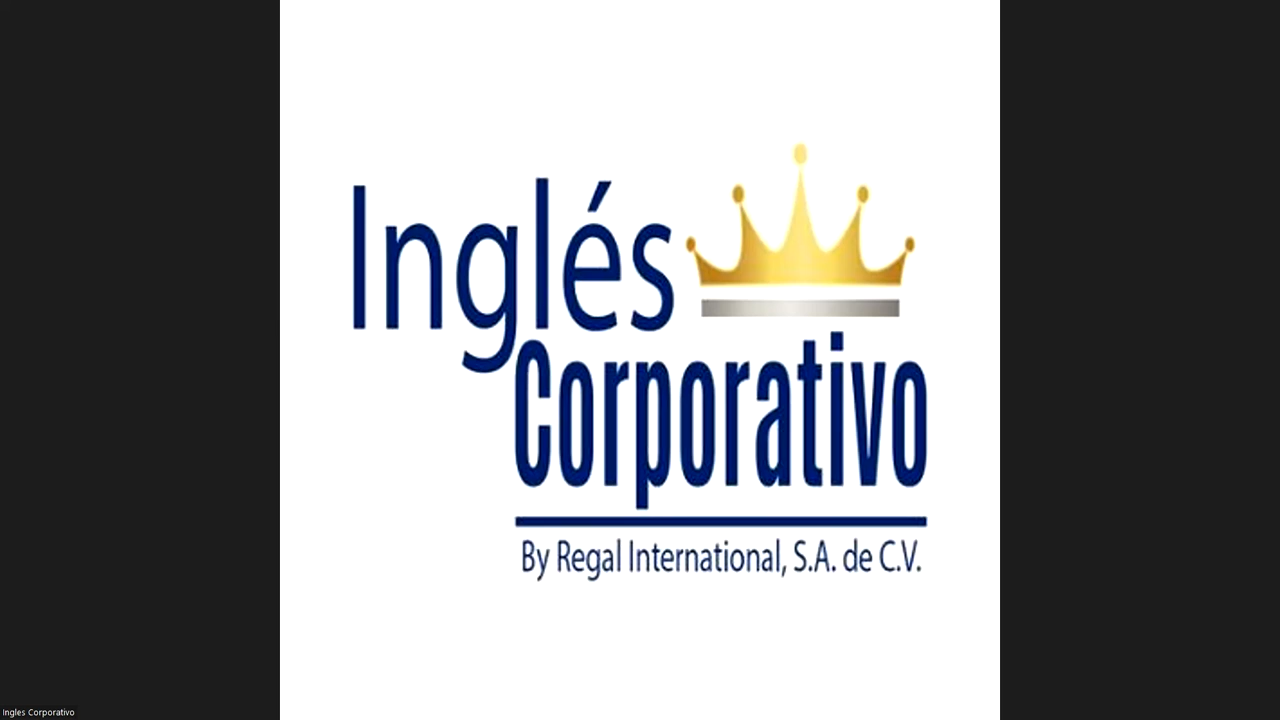 Inglés
Corporativo
By Regal International, S.A. de C.V.
Ingles Corporativo